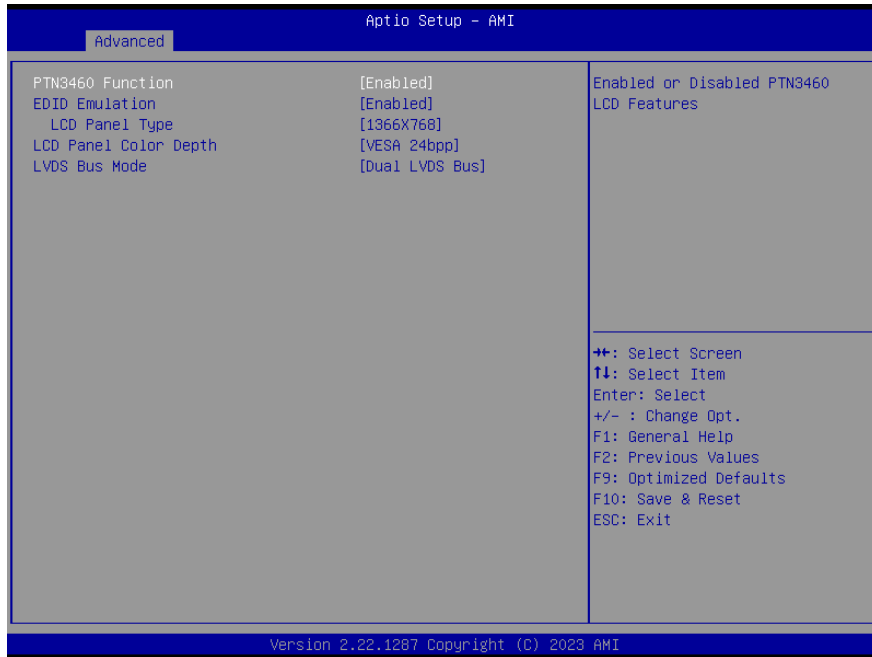 Aptio Setup - AMI
Advanced
PTN3460 Function [Enabled]
EDID Emulation [Enabled]
LCD Panel Type [1366X768]
LCD Panel Color Depth [VESA 24bpp]
LVDS Bus Mode [Dual LVDS Bus]
Enabled or Disabled PTN3460
LCD Features
→←: Select Screen
↑↓: Select Item
Enter: Select
+/- : Change Opt.
F1: General Help
F2: Previous Values
F9: Optimized Defaults
F10: Save & Reset
ESC: Exit
Version 2.22.1287 Copyright (C) 2023 AMI